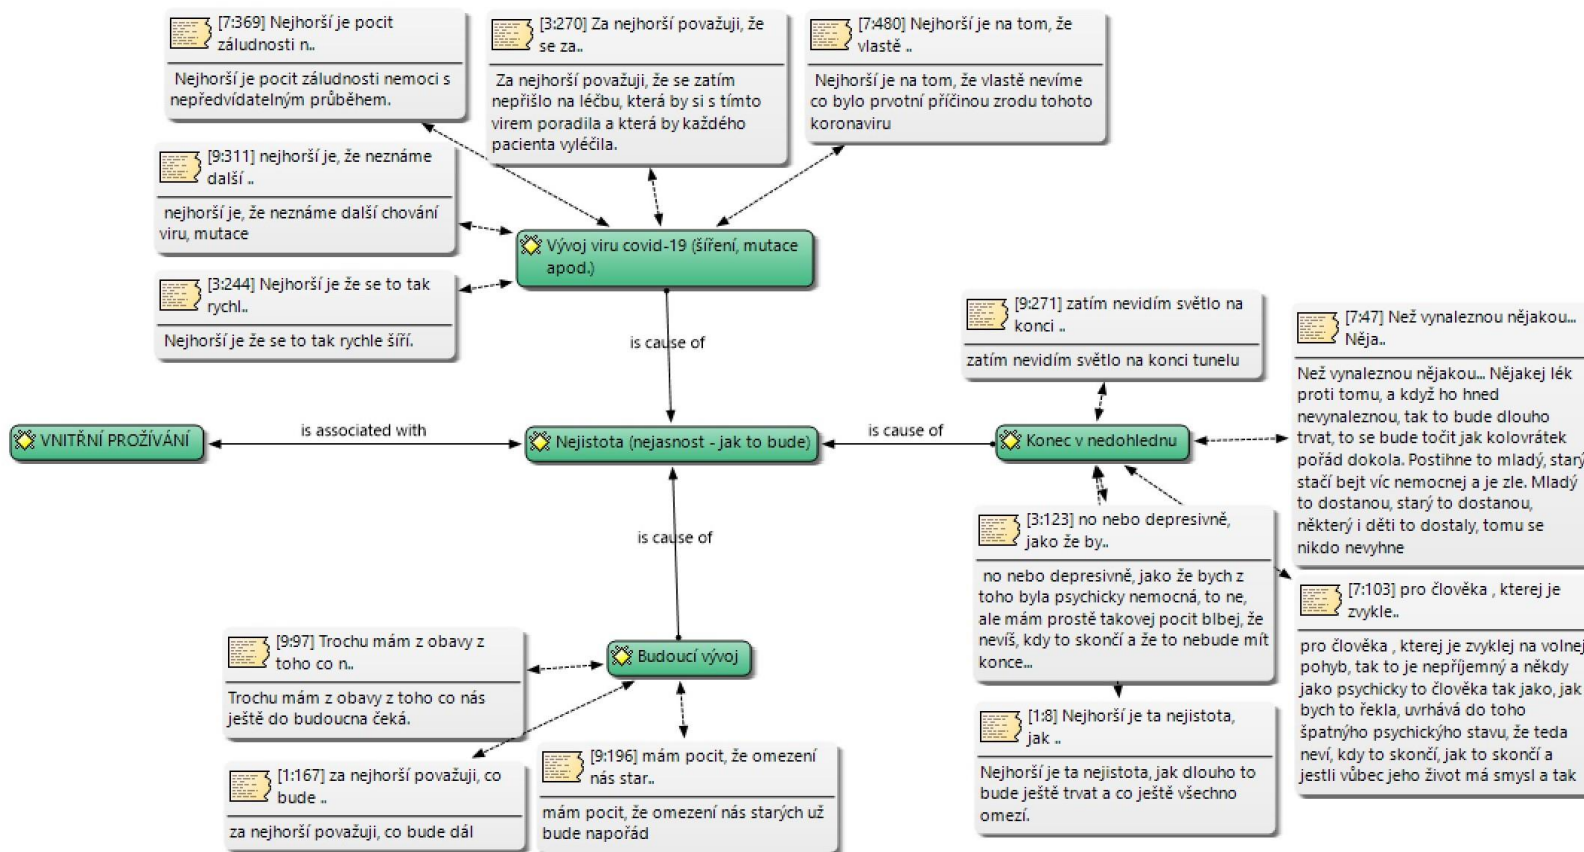 [7:369] Nejhorší je pocit
záludnosti n..
Nejhorší je pocit záludnosti nemoci s
nepředvídatelným průběhem.
[3:270] Za nejhorší považuji, že
se za..
Za nejhorší považuji, že se zatím
nepřišlo na léčbu, která by si s tímto
virem poradila a která by každého
pacienta vyléčila.
[7:480] Nejhorší je na tom, že
vlastě ..
Nejhorší je na tom, že vlastě nevíme
co bylo prvotní příčinou zrodu tohoto
koronaviru
[9:311] nejhorší je, že neznáme
další ..
nejhorší je, že neznáme další chování
viru, mutace
[3:244] Nejhorší je že se to tak
rychl..
Nejhorší je že se to tak rychle šíří.
Vývoj viru covid-19 (šíření, mutace
apod.)
is cause of
[9:271] zatím nevidím světlo na
konci ..
zatím nevidím světlo na konci tunelu
[7:47] Než vynaleznou nějakou...
Něja..
Než vynaleznou nějakou... Nějakej lék
proti tomu, a když ho hned
nevynaleznou, tak to bude dlouho
trvat, to se bude točit jak kolovrátek
pořád dokola. Postihne to mladý, starý
stačí bejt víc nemocnej a je zle. Mladý
to dostanou, starý to dostanou,
některý i děti to dostaly, tomu se
nikdo nevyhne
VNITŘNÍ PROŽÍVÁNÍ
is associated with
Nejistota (nejasnost - jak to bude)
is cause of
Konec v nedohlednu
is cause of
[3:123] no nebo depresivně,
jako že by..
no nebo depresivně, jako že bych z
toho byla psychicky nemocná, to ne,
ale mám prostě takovej pocit blbej, že
nevíš, kdy to skončí a že to nebude mít
konce...
[7:103] pro člověka , kterej je
zvykle..
pro člověka , kterej je zvyklej na volnej
pohyb, tak to je nepříjemný a někdy
jako psychicky to člověka tak jako, jak
bych to řekla, uvrhává do toho
špatnýho psychickýho stavu, že teda
neví, kdy to skončí, jak to skončí a
jestli vůbec jeho život má smysl a tak
[9:97] Trochu mám z obavy z
toho co n..
Trochu mám z obavy z toho co nás
ještě do budoucna čeká.
Budoucí vývoj
[1:167] za nejhorší považuji, co
bude ..
za nejhorší považuji, co bude dál
[9:196] mám pocit, že omezení
nás star..
mám pocit, že omezení nás starých už
bude napořád
[1:8] Nejhorší je ta nejistota,
jak ..
Nejhorší je ta nejistota, jak dlouho to
bude ještě trvat a co ještě všechno
omezí.